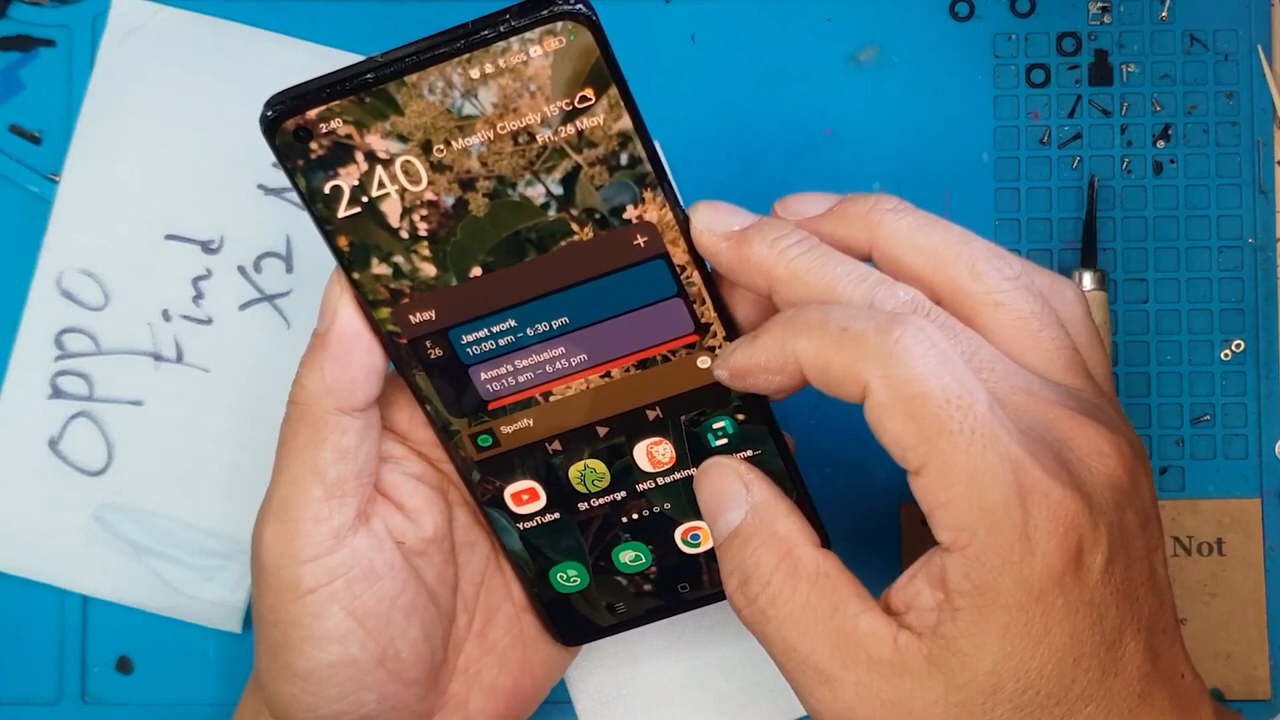 OPPO
Find
X2 N
2:40
SOS
2:40
Mostly Cloudy 15°C
Fri, 26 May
May
F.
26
Janet work
10:00 am – 6:30 pm
Anna's Seclusion
10:15 am – 6:45 pm
Spotify
YouTube
St George
ING Banking
Not